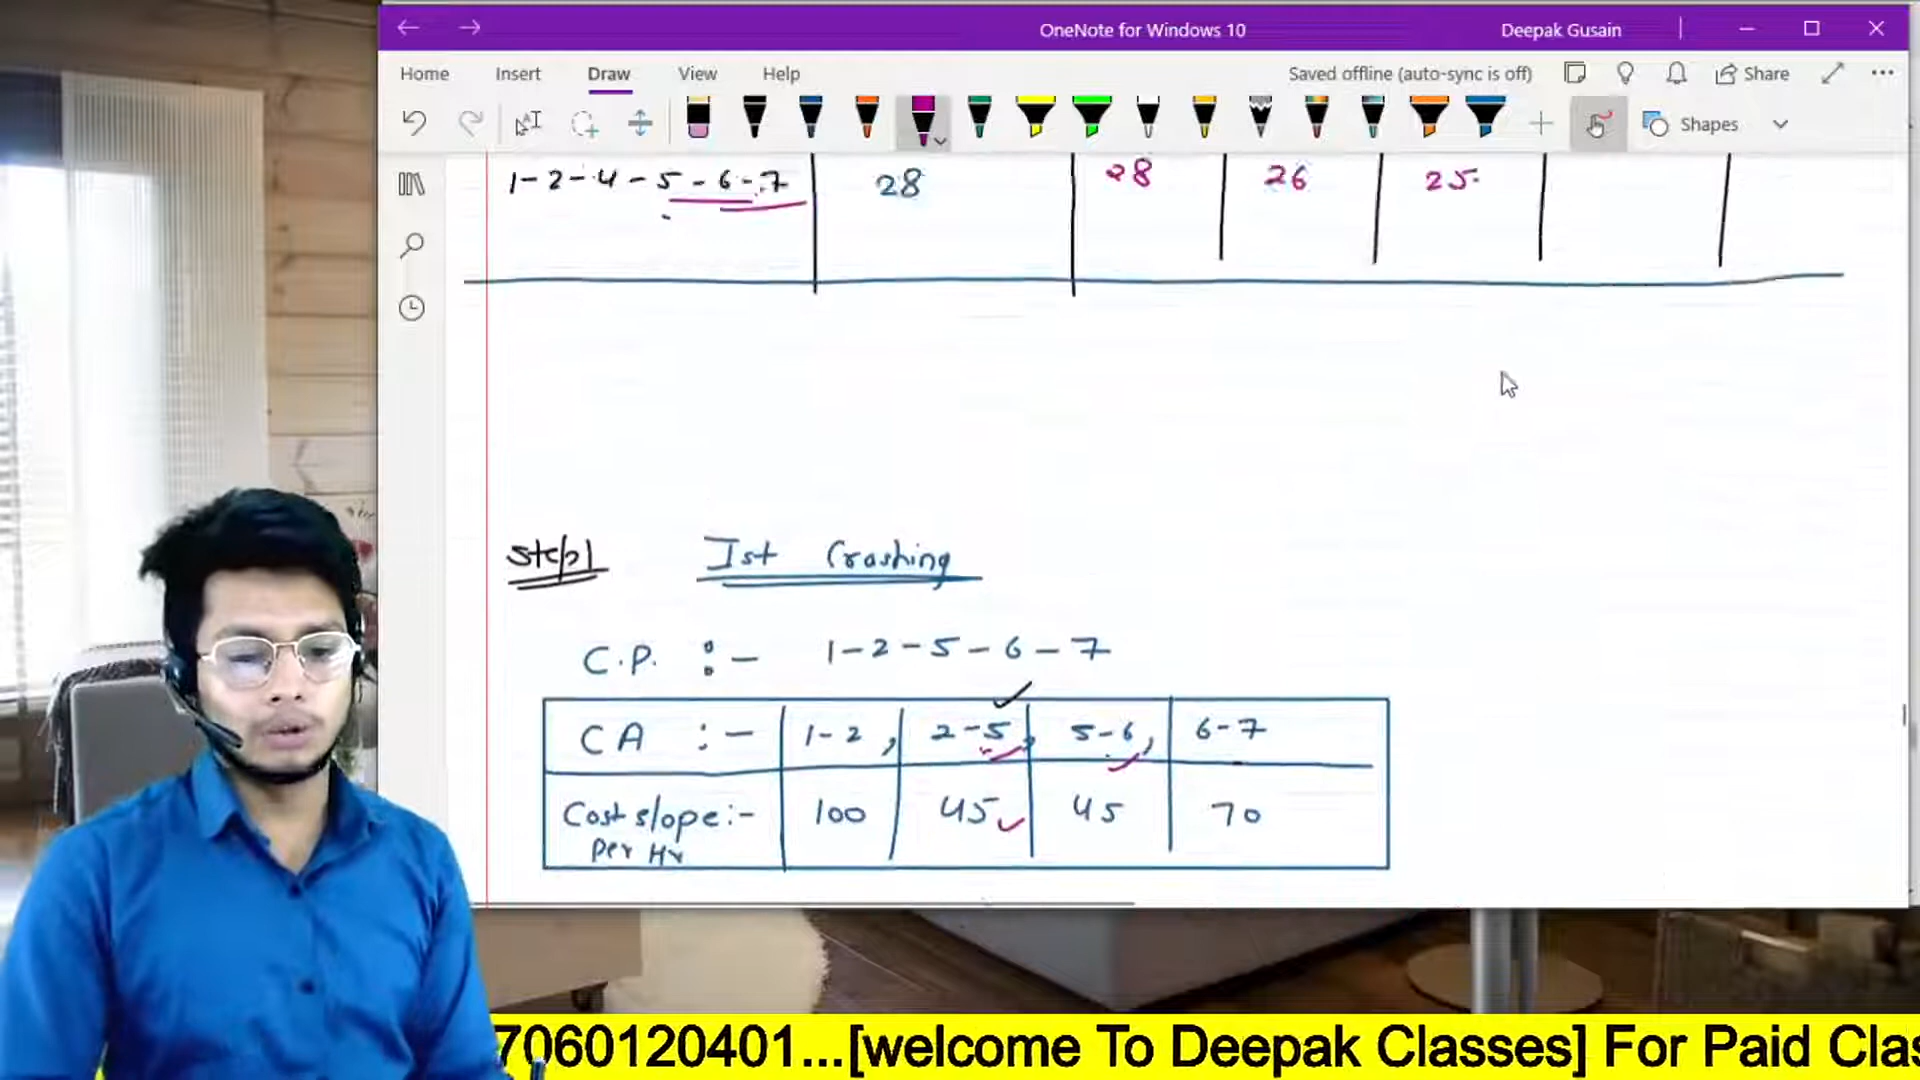 OneNote for Windows 10
Deepak Gusain
Home Insert Draw View Help
Saved offline (auto-sync is off)
Share
Shapes
1-2-4-5-6-7 28 28 26 25
Step1 Ist Crashing
C.P. :- 1-2-5-6-7
CA :- 1-2, 2-5, 5-6, 6-7
Cost slope:- 100 45 45 70
Per Hr
7060120401...[welcome To Deepak Classes] For Paid Clas